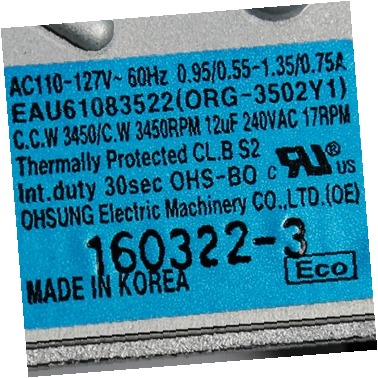 AC110-127V~ 60Hz 0.95/0.55-1.35/0.75A
EAU61083522(ORG-3502Y1)
C.C.W 3450/C.W 3450RPM 12uF 240VAC 17RPM
Thermally Protected CL.B S2
Int.duty 30sec OHS-BO c RU US
OHSUNG Electric Machinery CO.,LTD.(OE)
160322-3
Eco
MADE IN KOREA